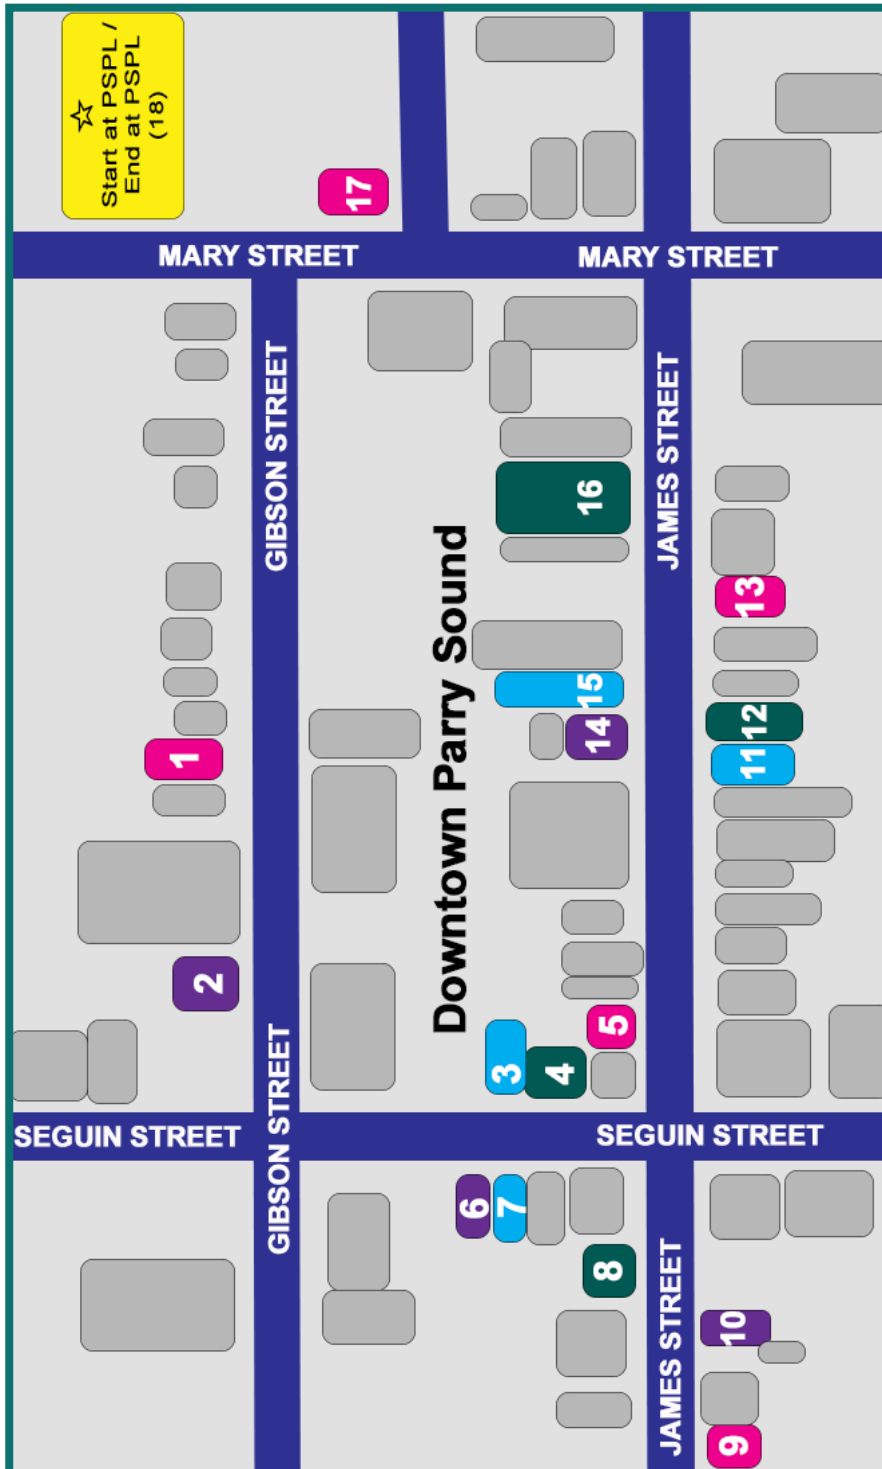 ☆
Start at PSPL /
End at PSPL
(18)
17
MARY STREET
MARY STREET
GIBSON STREET
JAMES STREET
16
Downtown Parry Sound
13
15
14
12
11
1
2
5
3
4
GIBSON STREET
SEGUIN STREET
SEGUIN STREET
6
7
8
JAMES STREET
10
9